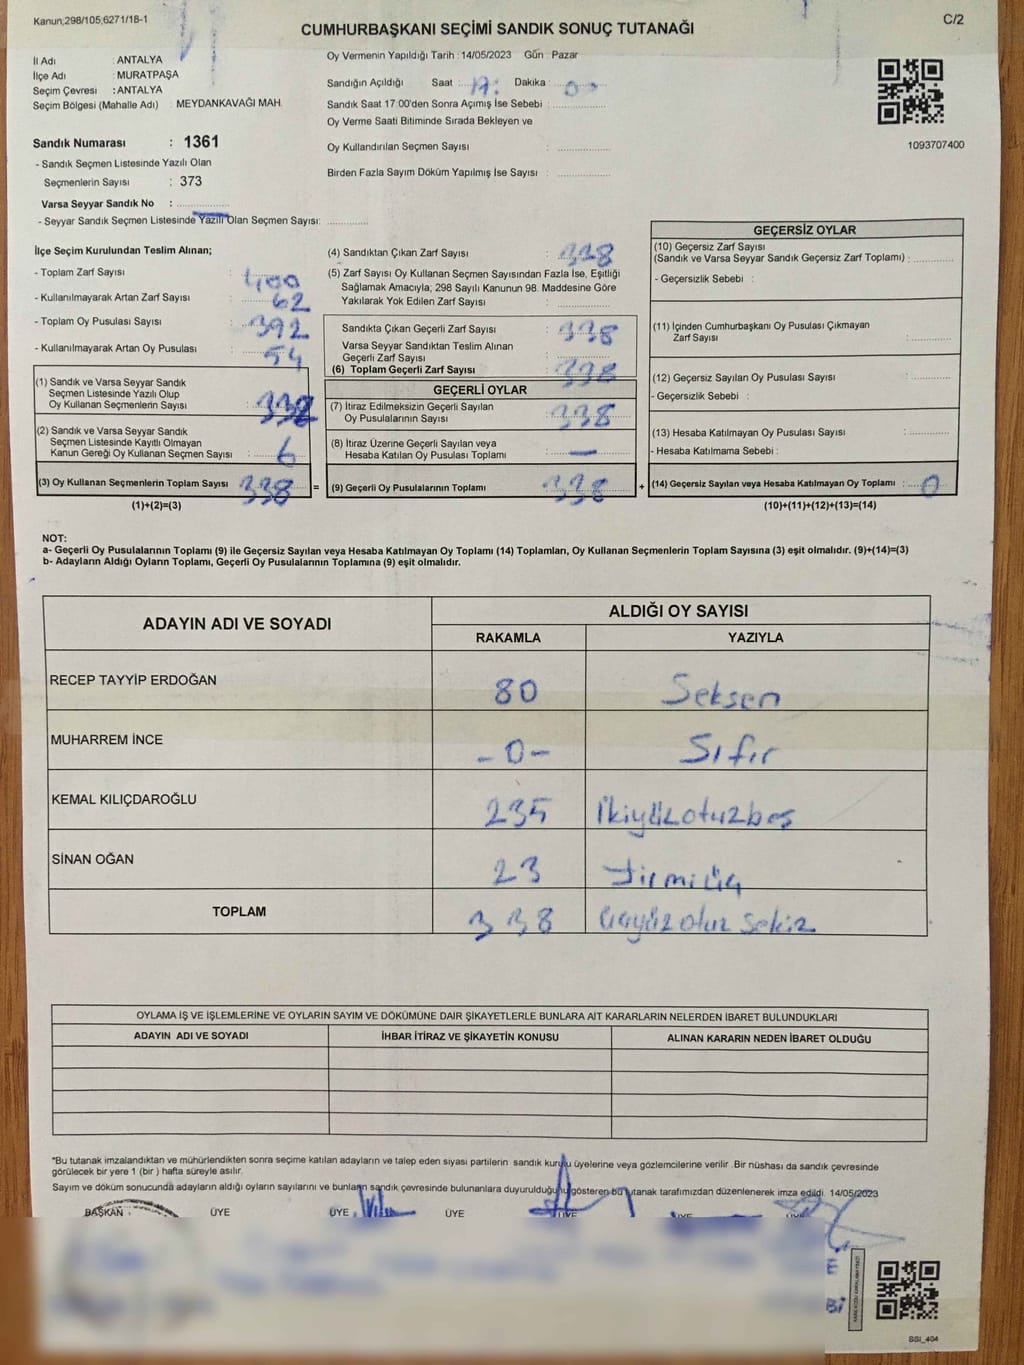 Kanun;298/105;6271/18-1
C/2
CUMHURBAŞKANI SEÇİMİ SANDIK SONUÇ TUTANAĞI
İl Adı : ANTALYA
İlçe Adı : MURATPAŞA
Seçim Çevresi : ANTALYA
Seçim Bölgesi (Mahalle Adı) : MEYDANKAVAĞI MAH.
Oy Vermenin Yapıldığı Tarih : 14/05/2023 Gün : Pazar
Sandığın Açıldığı Saat : 17: Dakika : 00
Sandık Saat 17:00'den Sonra Açımış İse Sebebi :
Oy Verme Saati Bitiminde Sırada Bekleyen ve
Oy Kullandırılan Seçmen Sayısı :
Birden Fazla Sayım Döküm Yapılmış İse Sayısı :
1093707400
Sandık Numarası : 1361
- Sandık Seçmen Listesinde Yazılı Olan
Seçmenlerin Sayısı : 373
Varsa Seyyar Sandık No :
- Seyyar Sandık Seçmen Listesinde Yazılı Olan Seçmen Sayısı:
İlçe Seçim Kurulundan Teslim Alınan;
- Toplam Zarf Sayısı : 400
- Kullanılmayarak Artan Zarf Sayısı : 62
- Toplam Oy Pusulası Sayısı : 392
- Kullanılmayarak Artan Oy Pusulası : 54
(1) Sandık ve Varsa Seyyar Sandık
Seçmen Listesinde Yazılı Olup
Oy Kullanan Seçmenlerin Sayısı : 332
(2) Sandık ve Varsa Seyyar Sandık
Seçmen Listesinde Kayıtlı Olmayan
Kanun Gereği Oy Kullanan Seçmen Sayısı : 6
(3) Oy Kullanan Seçmenlerin Toplam Sayısı 338 =
(1)+(2)=(3)
(4) Sandıktan Çıkan Zarf Sayısı : 338
(5) Zarf Sayısı Oy Kullanan Seçmen Sayısından Fazla İse, Eşitliği
Sağlamak Amacıyla; 298 Sayılı Kanunun 98. Maddesine Göre
Yakılarak Yok Edilen Zarf Sayısı :
Sandıkta Çıkan Geçerli Zarf Sayısı : 338
Varsa Seyyar Sandıktan Teslim Alınan
Geçerli Zarf Sayısı :
(6) Toplam Geçerli Zarf Sayısı : 338
GEÇERLİ OYLAR
(7) İtiraz Edilmeksizin Geçerli Sayılan
Oy Pusulalarının Sayısı : 338
(8) İtiraz Üzerine Geçerli Sayılan veya
Hesaba Katılan Oy Pusulası Toplamı : —
(9) Geçerli Oy Pusulalarının Toplamı 338 +
GEÇERSİZ OYLAR
(10) Geçersiz Zarf Sayısı
(Sandık ve Varsa Seyyar Sandık Geçersiz Zarf Toplamı) :
- Geçersizlik Sebebi :
(11) İçinden Cumhurbaşkanı Oy Pusulası Çıkmayan
Zarf Sayısı :
(12) Geçersiz Sayılan Oy Pusulası Sayısı :
- Geçersizlik Sebebi :
(13) Hesaba Katılmayan Oy Pusulası Sayısı :
- Hesaba Katılmama Sebebi :
(14) Geçersiz Sayılan veya Hesaba Katılmayan Oy Toplamı : 0
(10)+(11)+(12)+(13)=(14)
NOT:
a- Geçerli Oy Pusulalarının Toplamı (9) ile Geçersiz Sayılan veya Hesaba Katılmayan Oy Toplamı (14) Toplamları, Oy Kullanan Seçmenlerin Toplam Sayısına (3) eşit olmalıdır. (9)+(14)=(3)
b- Adayların Aldığı Oyların Toplamı, Geçerli Oy Pusulalarının Toplamına (9) eşit olmalıdır.
ADAYIN ADI VE SOYADI
ALDIĞI OY SAYISI
RAKAMLA YAZIYLA
RECEP TAYYİP ERDOĞAN 80 Seksen
MUHARREM İNCE -0- Sıfır
KEMAL KILIÇDAROĞLU 235 İkiyüzotuzbeş
SİNAN OĞAN 23 Yirmiüç
TOPLAM 338 üçyüz otuz sekiz
OYLAMA İŞ VE İŞLEMLERİNE VE OYLARIN SAYIM VE DÖKÜMÜNE DAİR ŞİKAYETLERLE BUNLARA AİT KARARLARIN NELERDEN İBARET BULUNDUKLARI
ADAYIN ADI VE SOYADI İHBAR İTİRAZ VE ŞİKAYETİN KONUSU ALINAN KARARIN NEDEN İBARET OLDUĞU
*Bu tutanak imzalandıktan ve mühürlendikten sonra seçime katılan adayların ve talep eden siyasi partilerin sandık kurulu üyelerine veya gözlemcilerine verilir .Bir nüshası da sandık çevresinde
görülecek bir yere 1 (bir ) hafta süreyle asılır.
Sayım ve döküm sonucunda adayların aldığı oyların sayılarını ve bunların sandık çevresinde bulunanlara duyurulduğunu gösteren bu tutanak tarafımızdan düzenlenerek imza edildi. 14/05/2023
BAŞKAN ÜYE ÜYE ÜYE ÜYE ÜYE
SSI_404